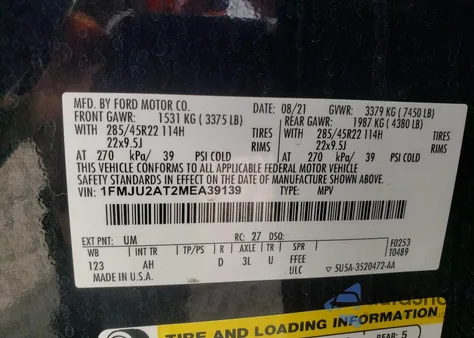 MFD. BY FORD MOTOR CO. DATE: 08/21 GVWR: 3379 KG (7450 LB)
FRONT GAWR: 1531 KG (3375 LB) REAR GAWR: 1987 KG (4380 LB)
WITH 285/45R22 114H TIRES WITH 285/45R22 114H TIRES
22x9.5J RIMS 22x9.5J RIMS
AT 270 kPa/ 39 PSI COLD AT 270 kPa/ 39 PSI COLD
THIS VEHICLE CONFORMS TO ALL APPLICABLE FEDERAL MOTOR VEHICLE
SAFETY STANDARDS IN EFFECT ON THE DATE OF MANUFACTURE SHOWN ABOVE.
VIN: 1FMJU2AT2MEA39139 TYPE: MPV
EXT PNT: UM RC: 27 DSO: F0253
WB INT TR TP/PS R AXLE TR SPR T0489
123 AH D 3L U FFEE
ULC ▽ 5U5A-3520472-AA
MADE IN U.S.A.
TIRE AND LOADING INFORMATION
REAR: 5